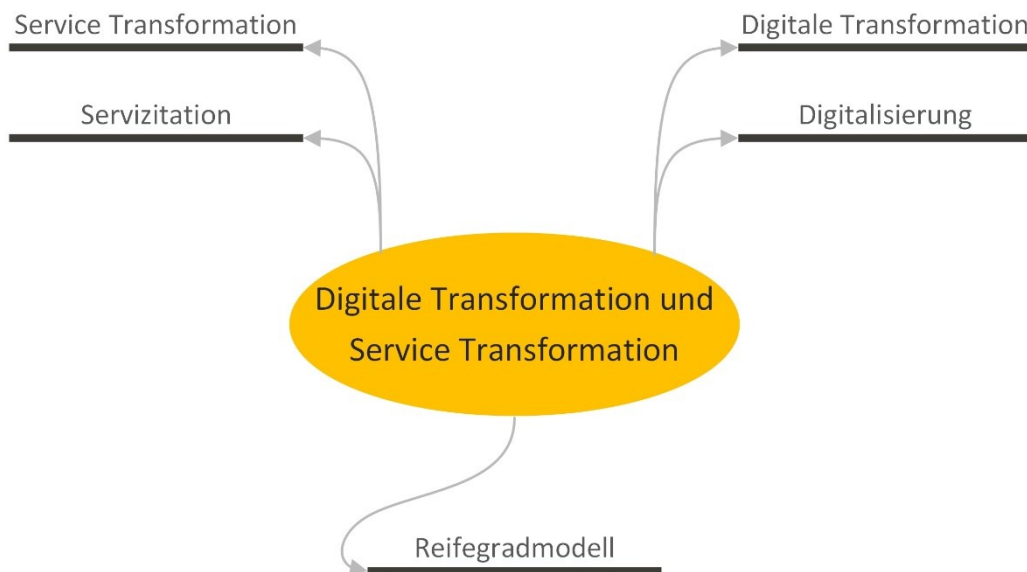 Service Transformation
Digitale Transformation
Servizitation
Digitalisierung
Digitale Transformation und
Service Transformation
Reifegradmodell